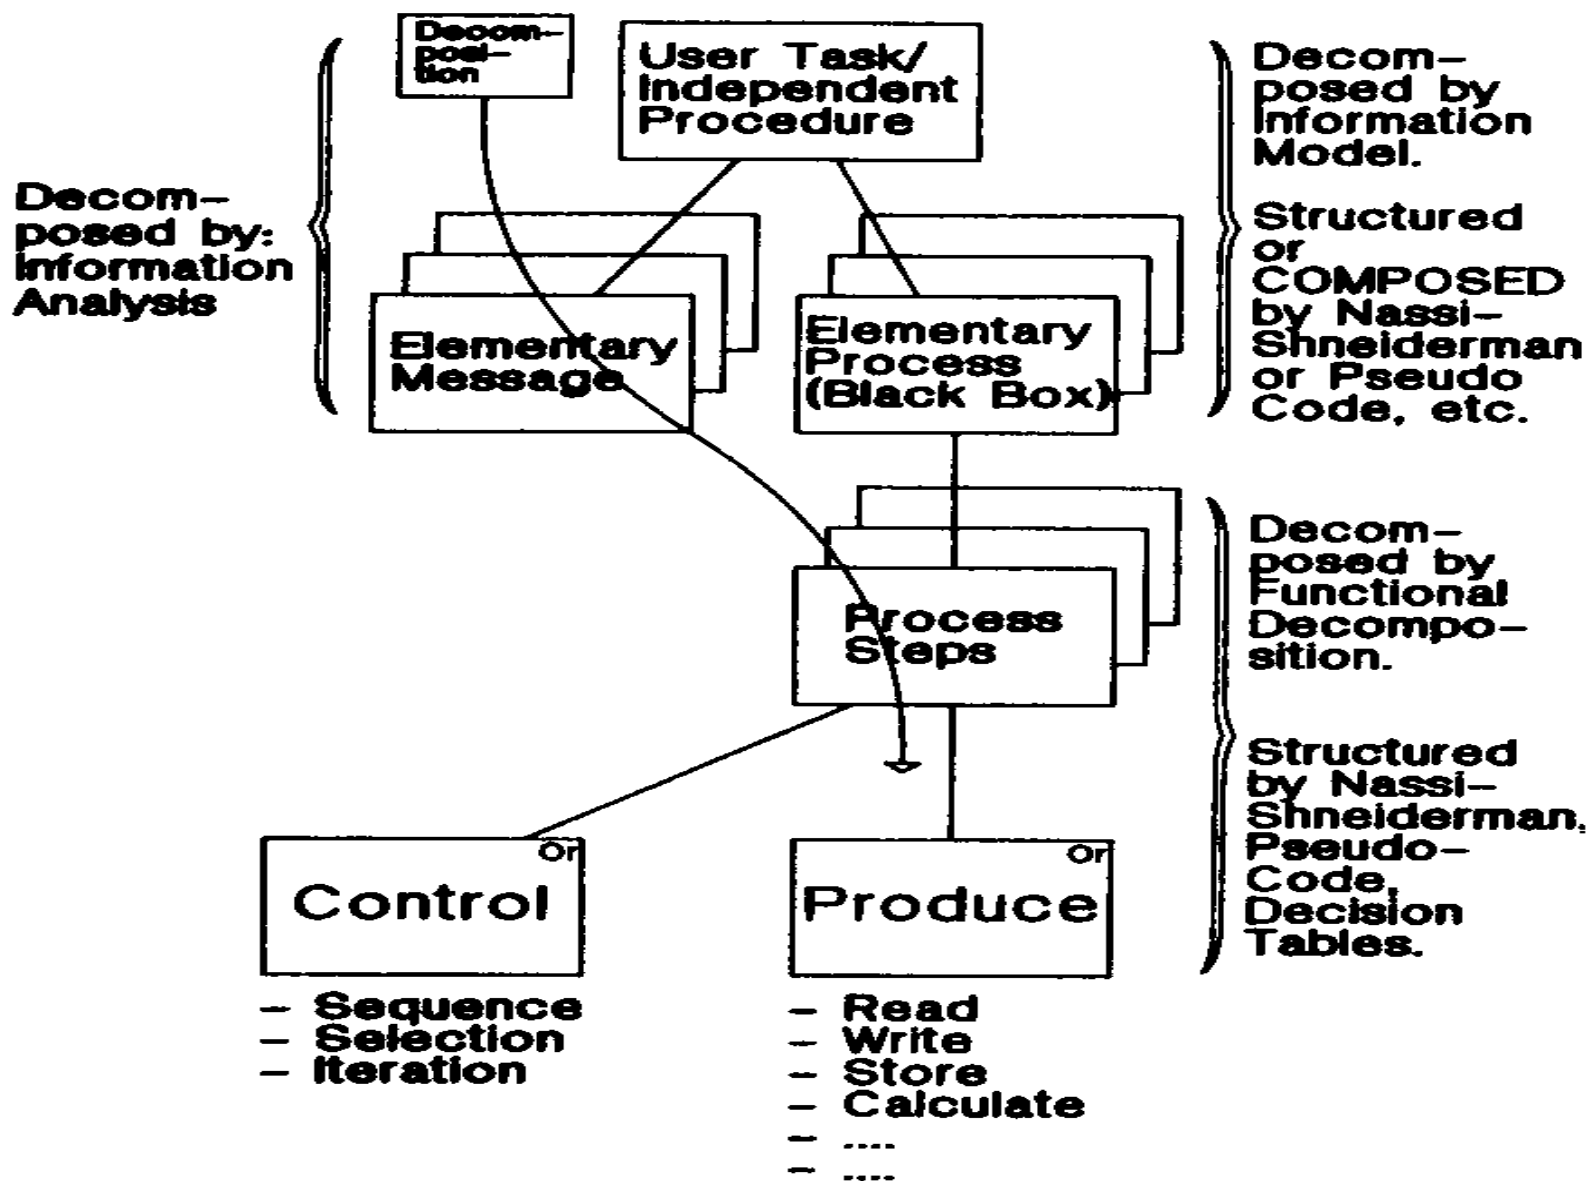 Decom-
posi-
tion
User Task/
Independent
Procedure
Decom-
posed by
Information
Model.
Decom-
posed by:
Information
Analysis
Structured
or
COMPOSED
by Nassi-
Shneiderman
or Pseudo
Code, etc.
Elementary
Message
Elementary
Process
(Black Box)
Process
Steps
Decom-
posed by
Functional
Decompo-
sition.
Structured
by Nassi-
Shneiderman,
Pseudo-
Code,
Decision
Tables.
Or
Control
Or
Produce
- Sequence
- Selection
- Iteration
- Read
- Write
- Store
- Calculate
- ....
- ....